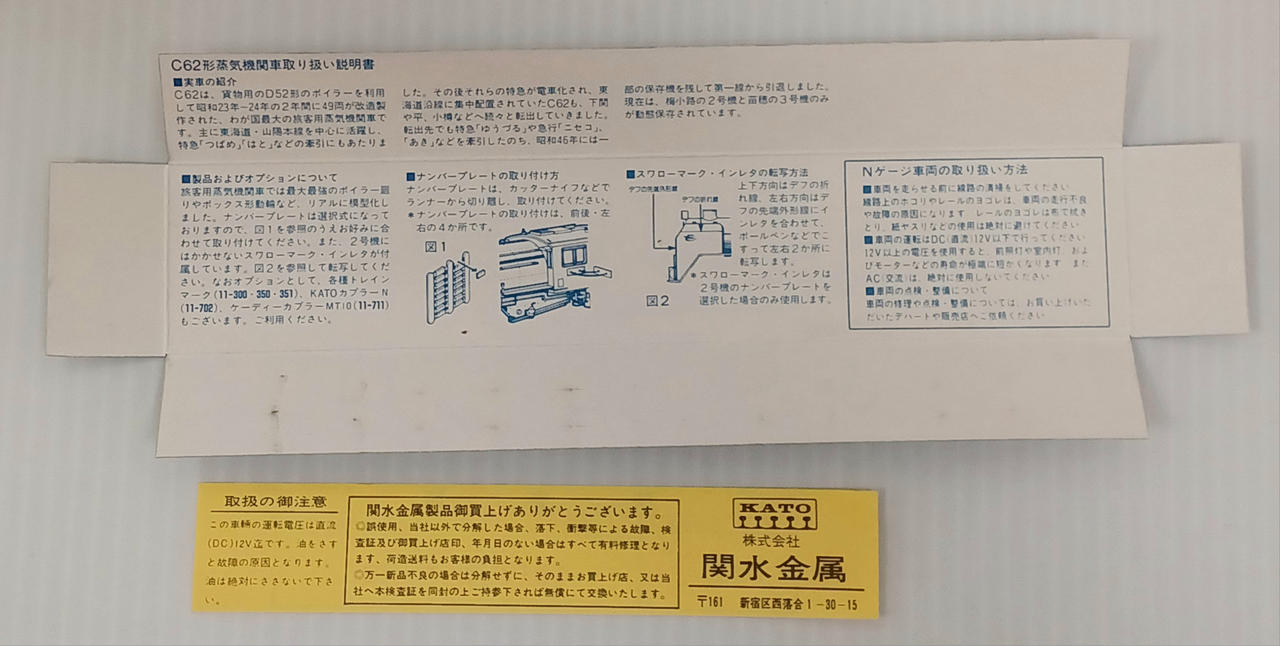 C62形蒸気機関車取り扱い説明書
■実車の紹介
C62は、貨物用のD52形のボイラーを利用
して昭和23年~24年の2年間に49両が改造製
作された、わが国最大の旅客用蒸気機関車で
す。主に東海道・山陽本線を中心に活躍し、
特急「つばめ」「はと」などの牽引にもあたりま
した。その後それらの特急が電車化され、東
海道沿線に集中配置されていたC62も、下関
や平、小樽などへ続々と転出していきました。
転出先でも特急「ゆうづる」や急行「ニセコ」、
「あき」などを牽引したのち、昭和46年には一
部の保存機を残して第一線から引退しました。
現在は、梅小路の2号機と苗穂の3号機のみ
が動態保存されています。
■製品およびオプションについて
旅客用蒸気機関車では最大最強のボイラー廻
りやボックス形動輪など、リアルに模型化し
ました。ナンバープレートは選択式になって
おりますので、図1を参照のうえお好みに合
わせて取り付けてください。また、2号機に
はかかせないスワローマーク・インレタが付
属しています。図2を参照して転写してくだ
さい。なおオプションとして、各種トレイン
マーク(11-300・350・351)、KATOカプラーN
(11-702)、ケーディーカプラーMT10(11-711)
もございます。ご利用ください。
■ナンバープレートの取り付け方
ナンバープレートは、カッターナイフなどで
ランナーから切り離し、取り付けてください。
*ナンバープレートの取り付けは、前後・左
右の4か所です。
図1
■スワローマーク・インレタの転写方法
デフの先端外形線
デフの折れ線
上下方向はデフの折
れ線、左右方向はデ
フの先端外形線にイ
ンレタを合わせて、
ボールペンなどでこ
すって左右2か所に
転写します。
*スワローマーク・インレタは
2号機のナンバープレートを
選択した場合のみ使用します。
図2
Nゲージ車両の取り扱い方法
■車両を走らせる前に線路の清掃をしてください
線路上のホコリやレールのヨゴレは、車両の走行不良
や故障の原因になります レールのヨゴレは布で拭き
とり、紙ヤスリなどの使用は絶対に避けてください
■車両の運転はDC(直流)12V以下で行ってください
12V以上の電圧を使用すると、前照灯や室内灯、およ
びモーターなどの寿命が極端に短かくなります また
AC(交流)は、絶対に使用しないでください
■車両の点検・整備について
車両の修理や点検・整備については、お買い上げいた
だいたデパートや販売店へご依頼ください
取扱の御注意
この車輛の運転電圧は直流
(DC)12V迄です。油をさす
と故障の原因となります。
油は絶対にささないで下さ
い。
関水金属製品御買上げありがとうございます。
◎誤使用、当社以外で分解した場合、落下、衝撃等による故障、検
査証及び御買上げ店印、年月日のない場合はすべて有料修理となり
ます、荷造送料もお客様の負担となります。
◎万一新品不良の場合は分解せずに、そのままお買上げ店、又は当
社へ本検査証を同封の上ご持参下されば無償にて交換いたします。
KATO
株式会社
関水金属
〒161 新宿区西落合1-30-15